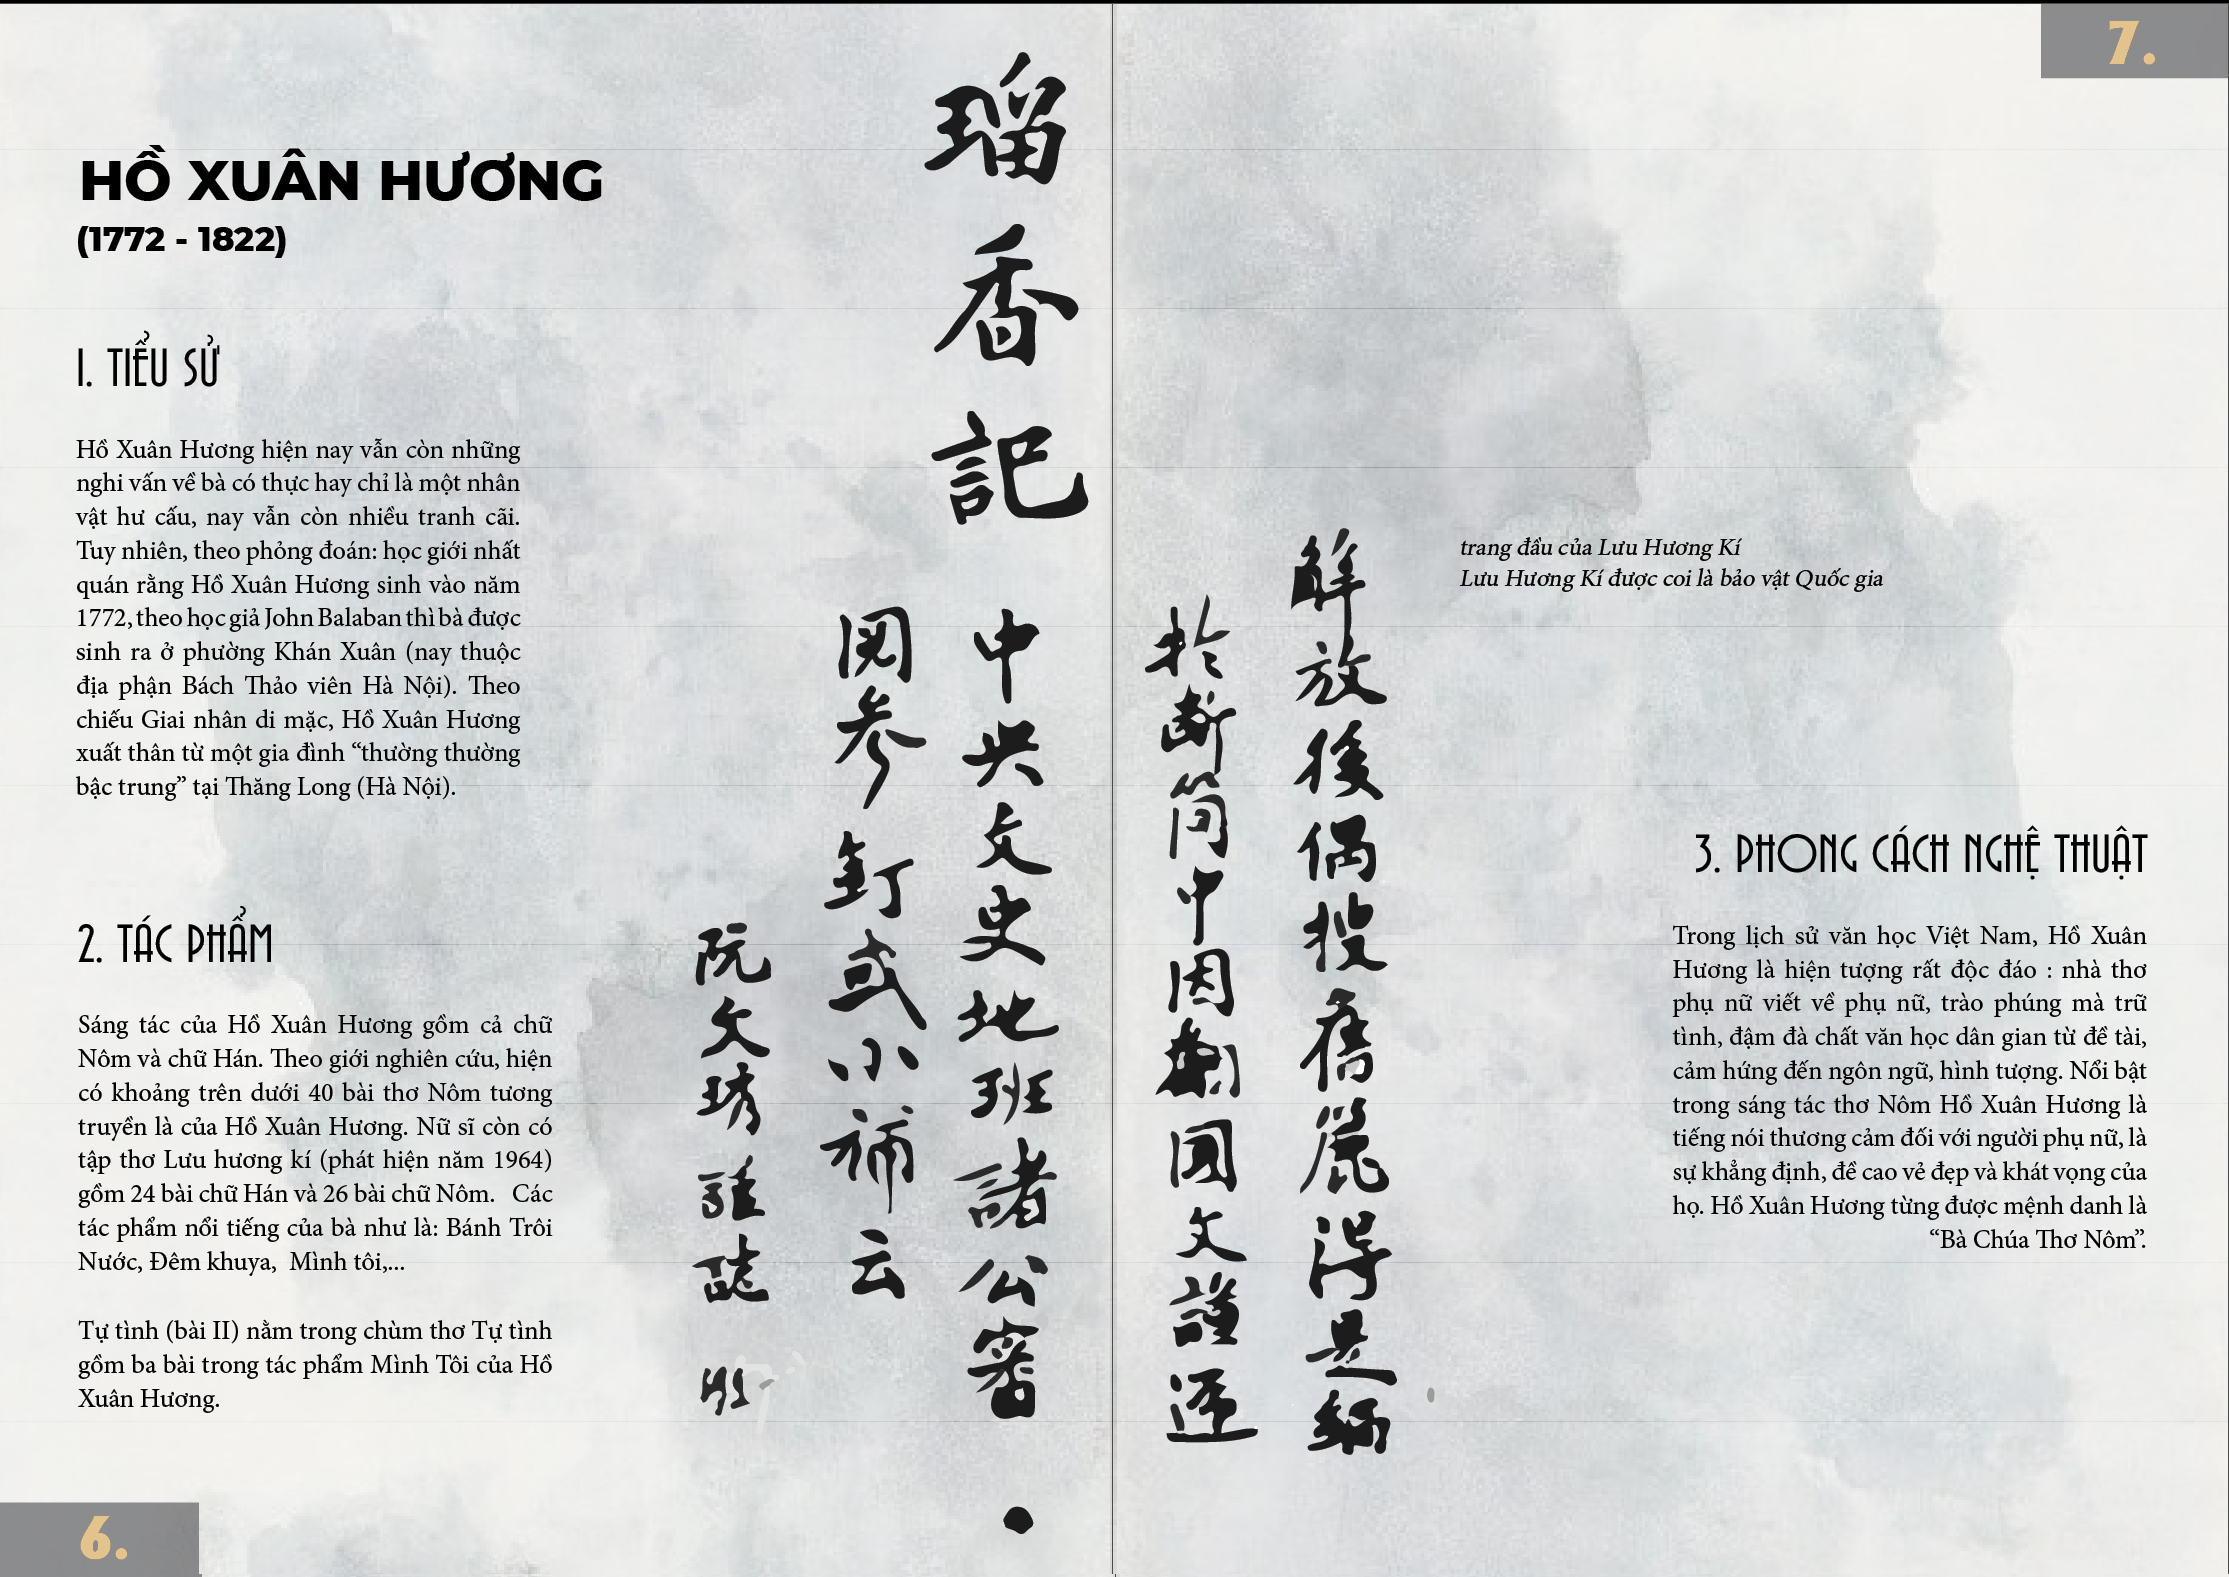 HỒ XUÂN HƯƠNG
(1772 - 1822)
1. TIỂU SỬ
Hồ Xuân Hương hiện nay vẫn còn những
nghi vấn về bà có thực hay chỉ là một nhân
vật hư cấu, nay vẫn còn nhiều tranh cãi.
Tuy nhiên, theo phỏng đoán: học giới nhất
quán rằng Hồ Xuân Hương sinh vào năm
1772, theo học giả John Balaban thì bà được
sinh ra ở phường Khán Xuân (nay thuộc
địa phận Bách Thảo viên Hà Nội). Theo
chiếu Giai nhân di mặc, Hồ Xuân Hương
xuất thân từ một gia đình “thường thường
bậc trung” tại Thăng Long (Hà Nội).
2. TÁC PHẨM
Sáng tác của Hồ Xuân Hương gồm cả chữ
Nôm và chữ Hán. Theo giới nghiên cứu, hiện
có khoảng trên dưới 40 bài thơ Nôm tương
truyền là của Hồ Xuân Hương. Nữ sĩ còn có
tập thơ Lưu hương kí (phát hiện năm 1964)
gồm 24 bài chữ Hán và 26 bài chữ Nôm. Các
tác phẩm nổi tiếng của bà như là: Bánh Trôi
Nước, Đêm khuya, Mình tôi,...
Tự tình (bài II) nằm trong chùm thơ Tự tình
gồm ba bài trong tác phẩm Mình Tôi của Hồ
Xuân Hương.
6.
解放後偶搜舊麓得是編
於斷简中因翻閱文謹遞
瑠香記
中央文史地班諸公審
閱參訂或小補云
阮文琇誌
trang đầu của Lưu Hương Kí
Lưu Hương Kí được coi là bảo vật Quốc gia
3. PHONG CÁCH NGHỆ THUẬT
Trong lịch sử văn học Việt Nam, Hồ Xuân
Hương là hiện tượng rất độc đáo : nhà thơ
phụ nữ viết về phụ nữ, trào phúng mà trữ
tình, đậm đà chất văn học dân gian từ đề tài,
cảm hứng đến ngôn ngữ, hình tượng. Nổi bật
trong sáng tác thơ Nôm Hồ Xuân Hương là
tiếng nói thương cảm đối với người phụ nữ, là
sự khẳng định, đề cao vẻ đẹp và khát vọng của
họ. Hồ Xuân Hương từng được mệnh danh là
“Bà Chúa Thơ Nôm”.
7.